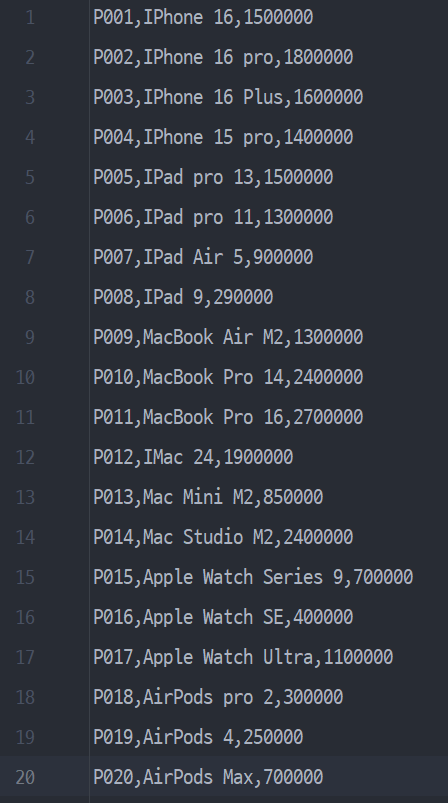 1 P001,IPhone 16,1500000
2 P002,IPhone 16 pro,1800000
3 P003,IPhone 16 Plus,1600000
4 P004,IPhone 15 pro,1400000
5 P005,IPad pro 13,1500000
6 P006,IPad pro 11,1300000
7 P007,IPad Air 5,900000
8 P008,IPad 9,290000
9 P009,MacBook Air M2,1300000
10 P010,MacBook Pro 14,2400000
11 P011,MacBook Pro 16,2700000
12 P012,IMac 24,1900000
13 P013,Mac Mini M2,850000
14 P014,Mac Studio M2,2400000
15 P015,Apple Watch Series 9,700000
16 P016,Apple Watch SE,400000
17 P017,Apple Watch Ultra,1100000
18 P018,AirPods pro 2,300000
19 P019,AirPods 4,250000
20 P020,AirPods Max,700000